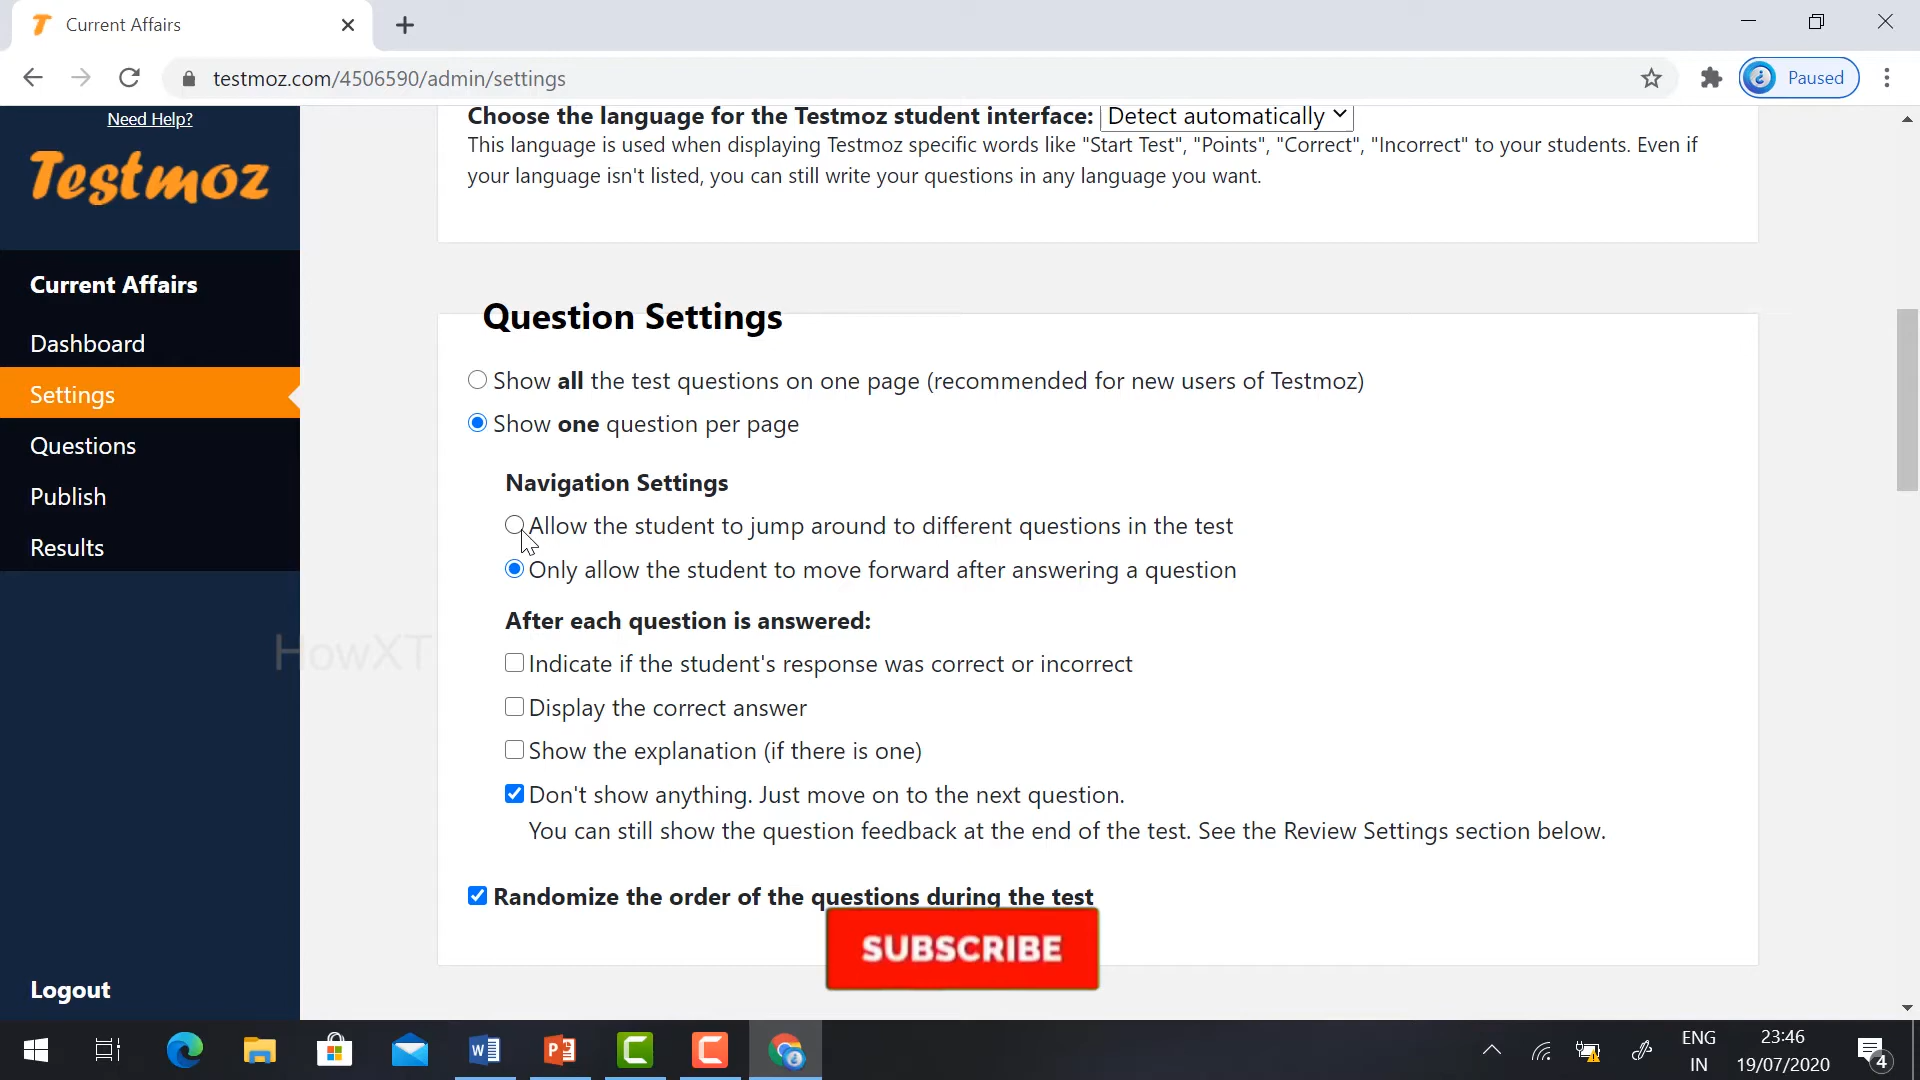 Current Affairs
testmoz.com/4506590/admin/settings
Paused
Need Help?
Testmoz
Current Affairs
Dashboard
Settings
Questions
Publish
Results
Logout
Choose the language for the Testmoz student interface: Detect automatically
This language is used when displaying Testmoz specific words like "Start Test", "Points", "Correct", "Incorrect" to your students. Even if
your language isn't listed, you can still write your questions in any language you want.
Question Settings
Show all the test questions on one page (recommended for new users of Testmoz)
Show one question per page
Navigation Settings
Allow the student to jump around to different questions in the test
Only allow the student to move forward after answering a question
After each question is answered:
Indicate if the student's response was correct or incorrect
Display the correct answer
Show the explanation (if there is one)
Don't show anything. Just move on to the next question.
You can still show the question feedback at the end of the test. See the Review Settings section below.
Randomize the order of the questions during the test
HowXT
SUBSCRIBE
ENG
IN
23:46
19/07/2020
4